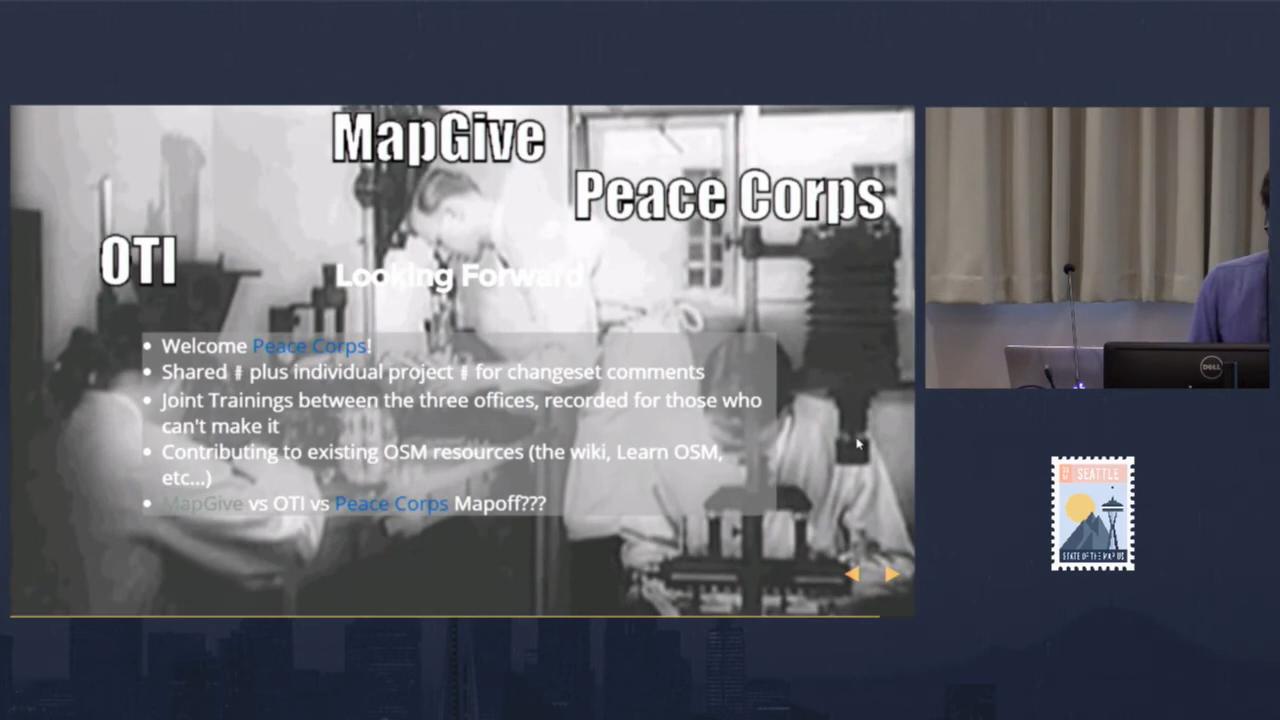 MapGive
Peace Corps
OTI
Looking Forward
Welcome Peace Corps!
Shared # plus individual project # for changeset comments
Joint Trainings between the three offices, recorded for those who
can't make it
Contributing to existing OSM resources (the wiki, Learn OSM,
etc...)
MapGive vs OTI vs Peace Corps Mapoff???
DELL
SEATTLE
STATE OF THE MAP US